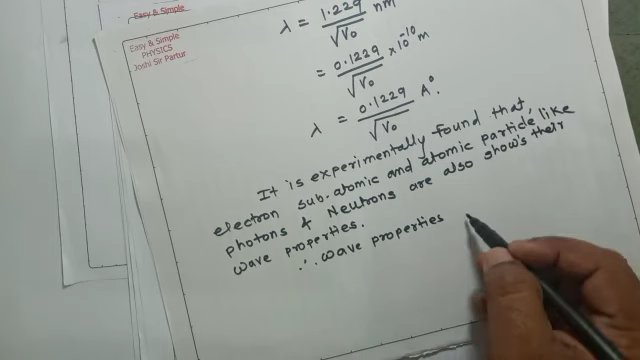 Easy & Simple
Easy & Simple
PHYSICS
Joshi Sir Partur
λ = 1.229 / √V₀ nm
= 0.1229 / √V₀ × 10⁻¹⁰ m
λ = 0.1229 / √V₀ A°.
It is experimentally found that,
electron sub.atomic and atomic particle like
photons & Neutrons are also show's their
wave properties.
∴ wave properties